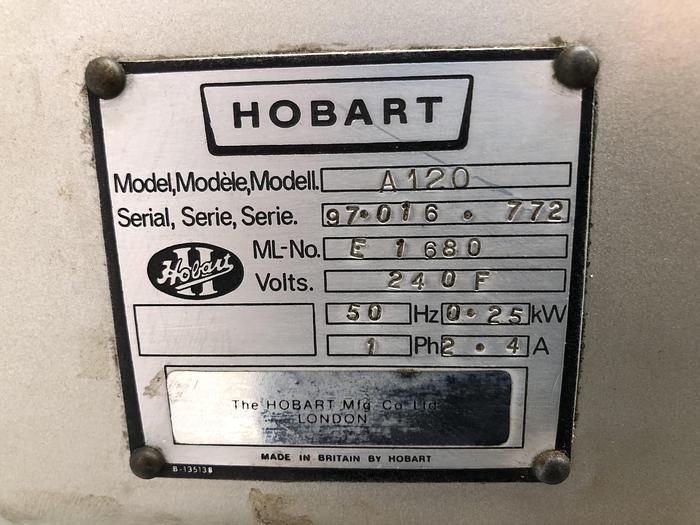 HOBART
Model,Modèle,Modell. A120
Serial, Serie, Serie. 97•016 • 772
Hobart
H
ML-No. E 1680
Volts. 240F
50 Hz 0•25 kW
1 Ph 2•4 A
The HOBART Mfg Co Ltd
LONDON
MADE IN BRITAIN BY HOBART
B-135138